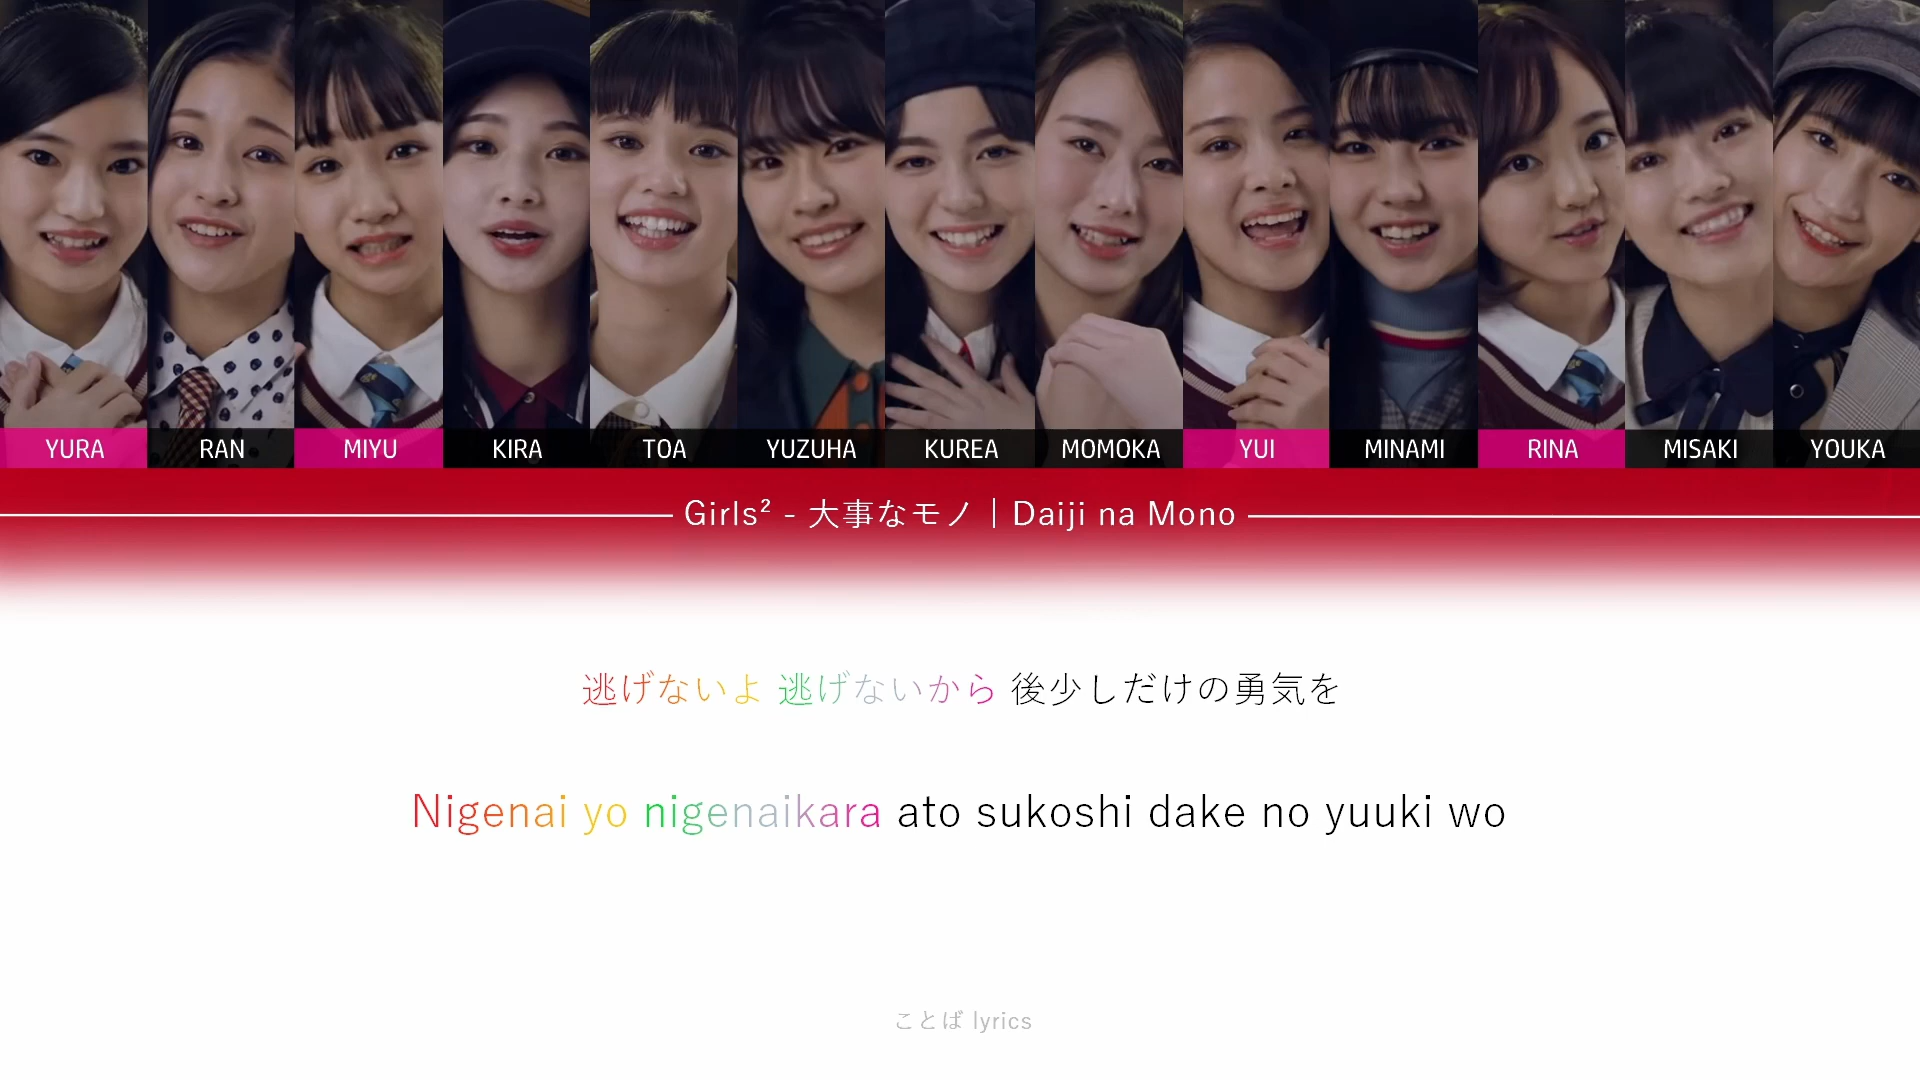 YURA RAN MIYU KIRA TOA YUZUHA KUREA MOMOKA YUI MINAMI RINA MISAKI YOUKA
Girls² - 大事なモノ｜Daiji na Mono
逃げないよ 逃げないから 後少しだけの勇気を
Nigenai yo nigenaikara ato sukoshi dake no yuuki wo
ことば lyrics